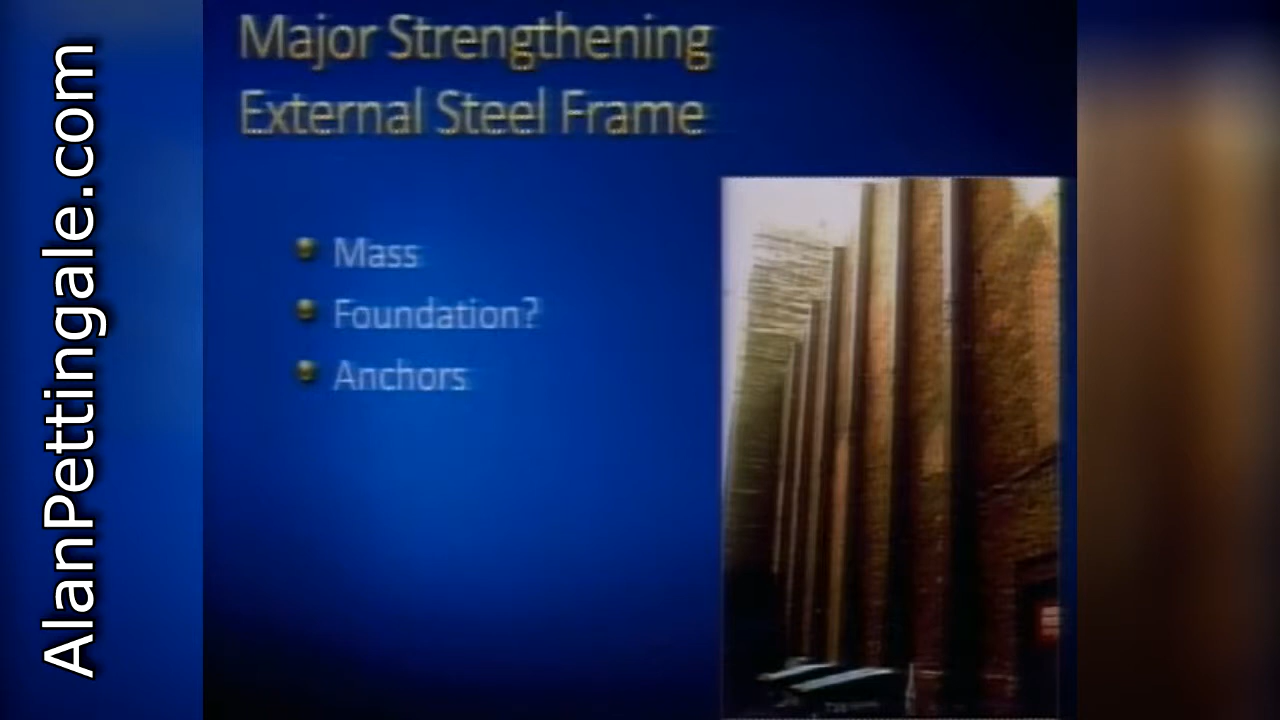 Major Strengthening
External Steel Frame
Mass
Foundation?
Anchors
AlanPettingale.com